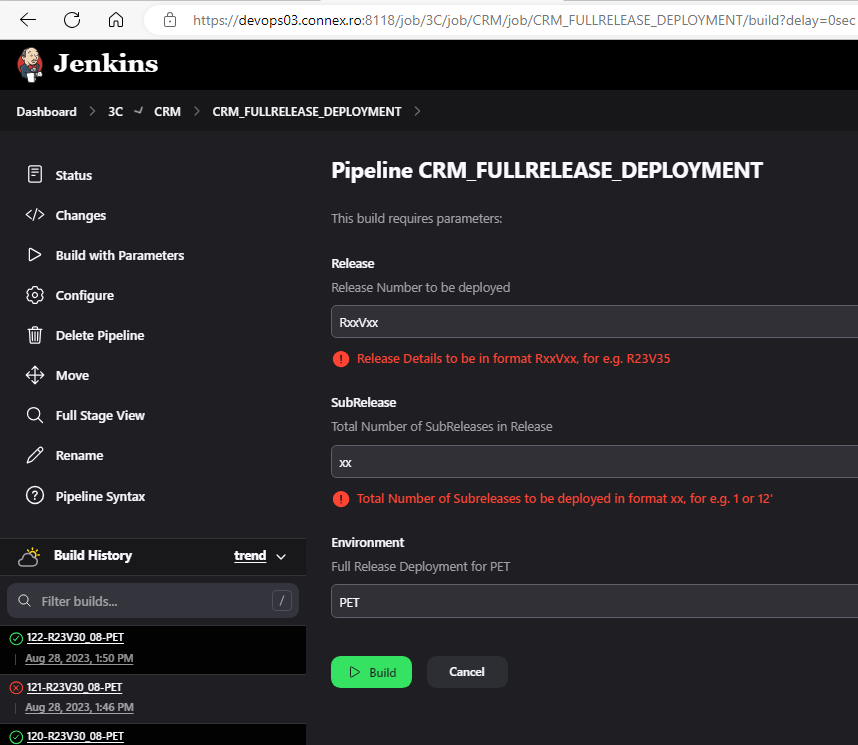 https://devops03.connex.ro:8118/job/3C/job/CRM/job/CRM_FULLRELEASE_DEPLOYMENT/build?delay=0sec
Jenkins
Dashboard 3C CRM CRM_FULLRELEASE_DEPLOYMENT
Status
Changes
Build with Parameters
Configure
Delete Pipeline
Move
Full Stage View
Rename
Pipeline Syntax
Build History trend
Filter builds... /
122-R23V30_08-PET
Aug 28, 2023, 1:50 PM
121-R23V30_08-PET
Aug 28, 2023, 1:46 PM
120-R23V30_08-PET
Pipeline CRM_FULLRELEASE_DEPLOYMENT
This build requires parameters:
Release
Release Number to be deployed
RxxVxx
Release Details to be in format RxxVxx, for e.g. R23V35
SubRelease
Total Number of SubReleases in Release
xx
Total Number of Subreleases to be deployed in format xx, for e.g. 1 or 12'
Environment
Full Release Deployment for PET
PET
Build Cancel